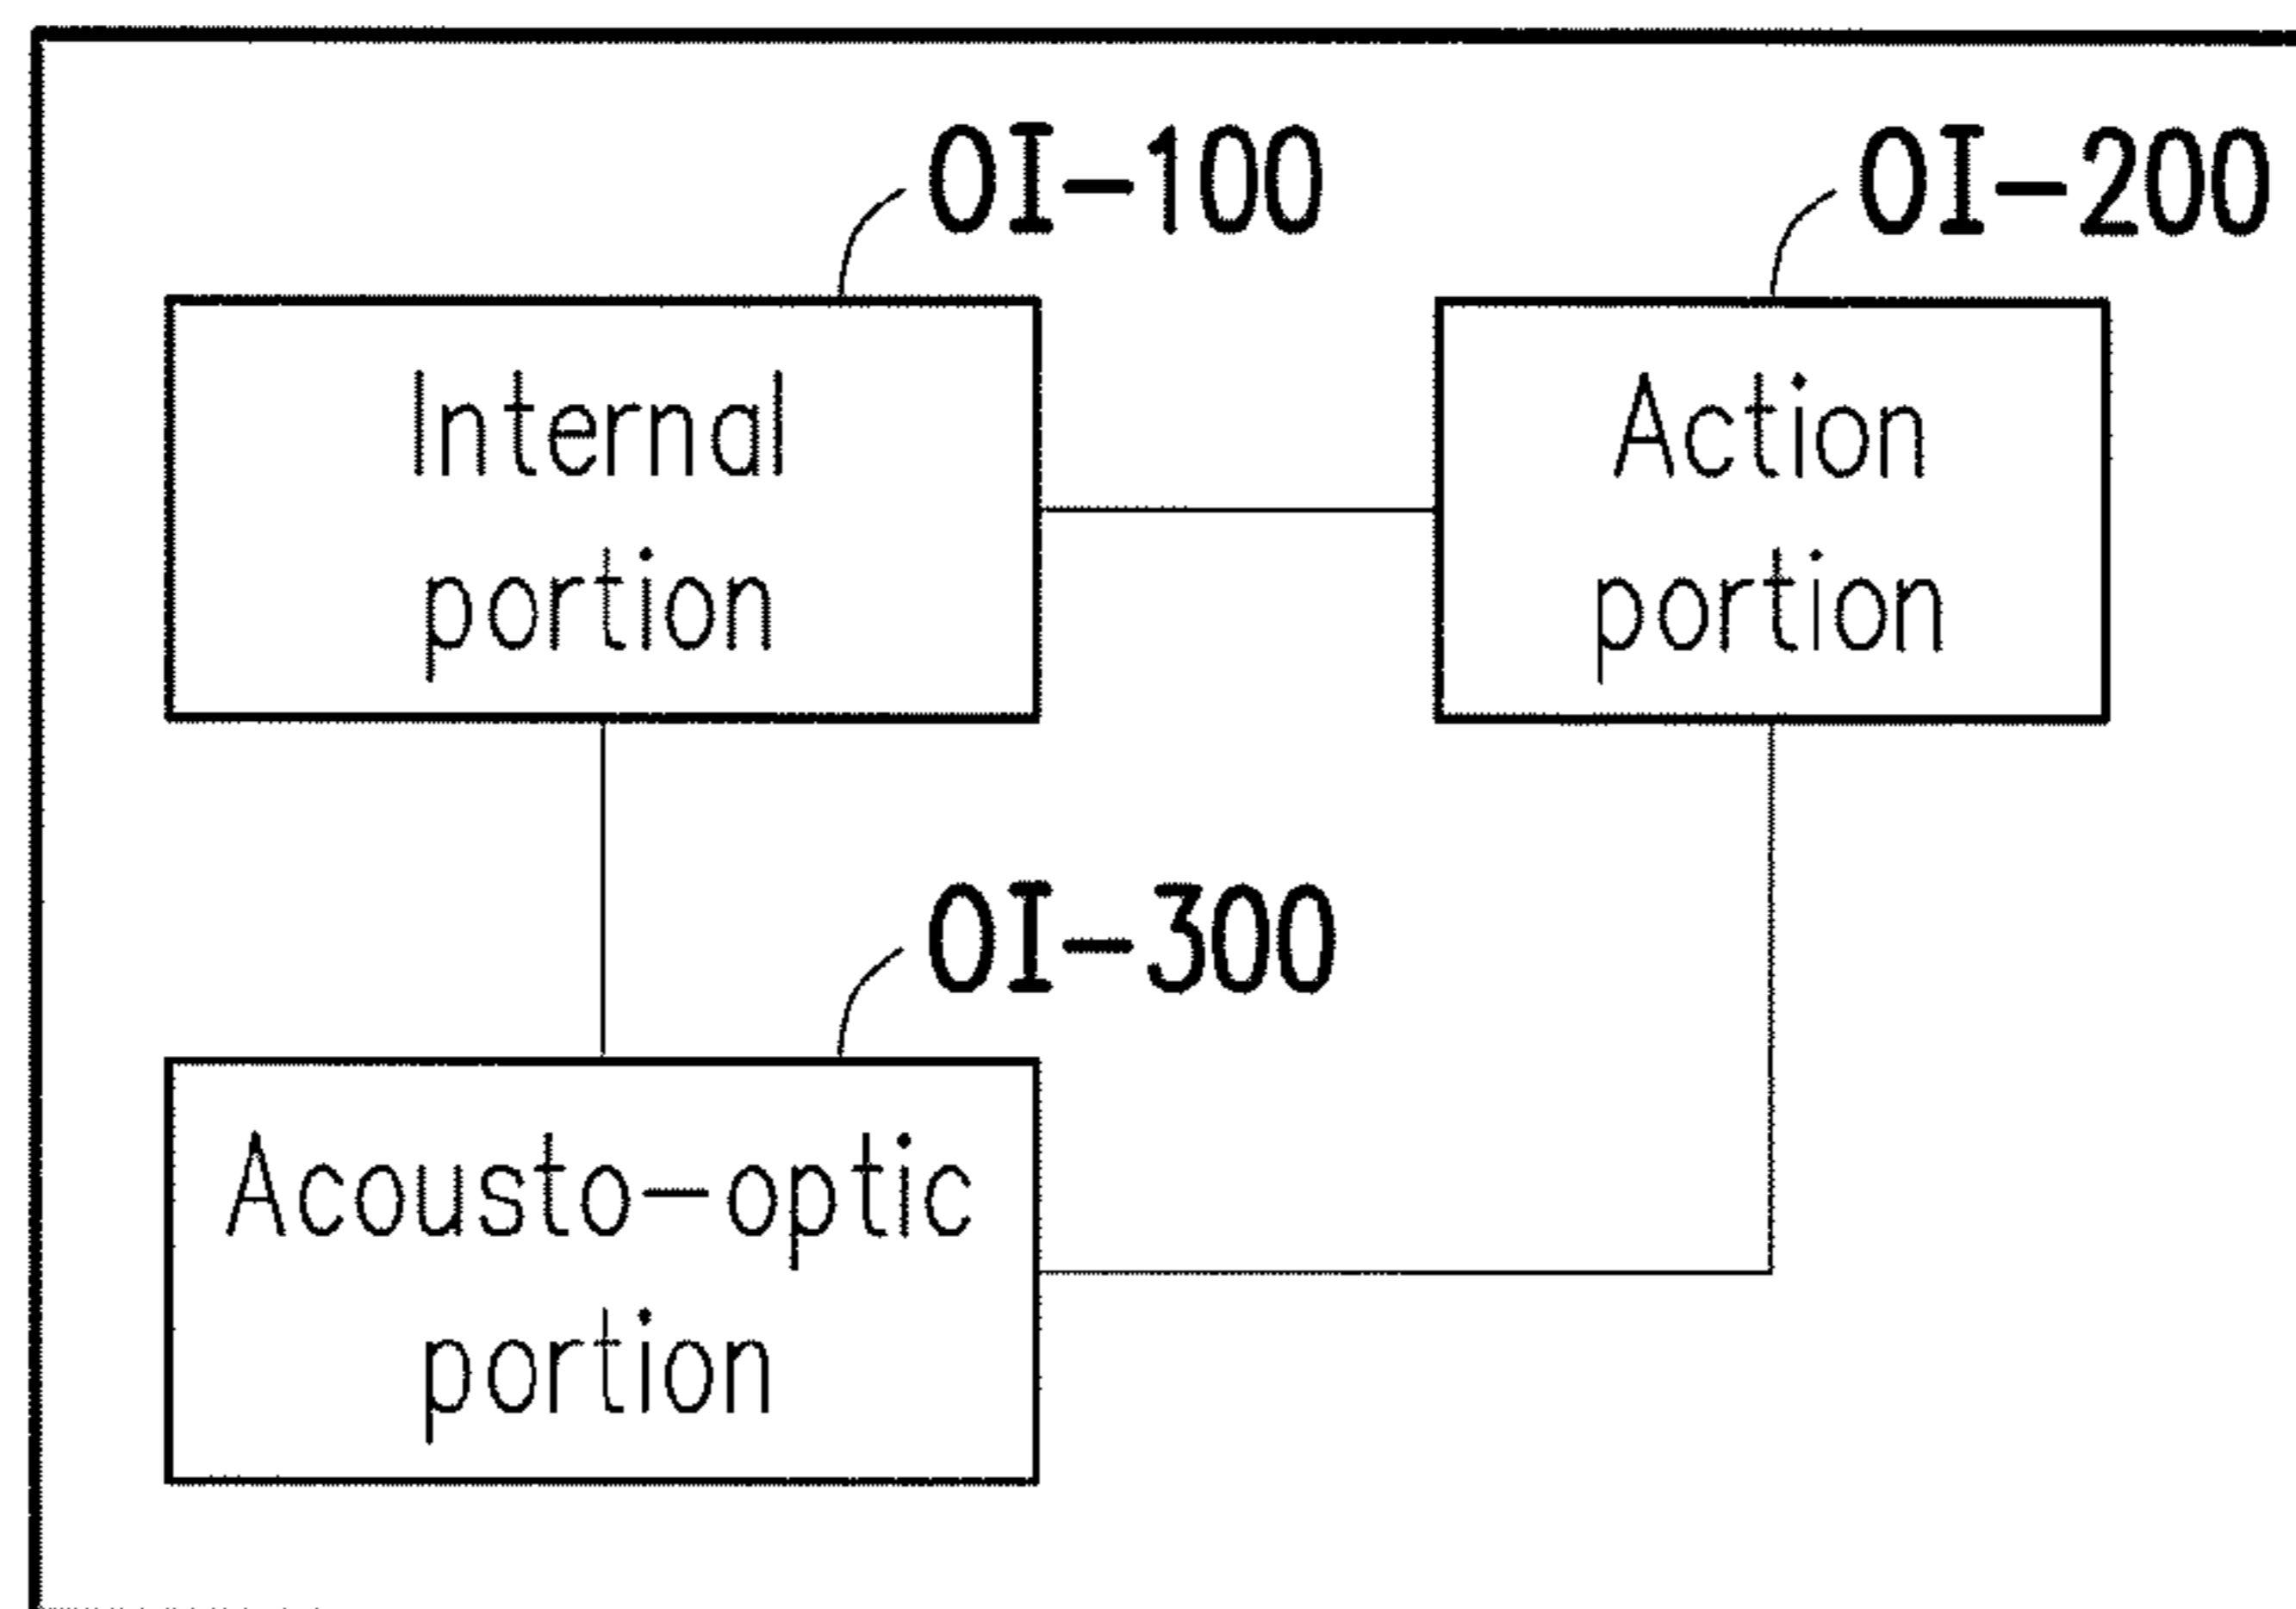 OI-100
OI-200
Internal
portion
Action
portion
OI-300
Acousto-optic
portion